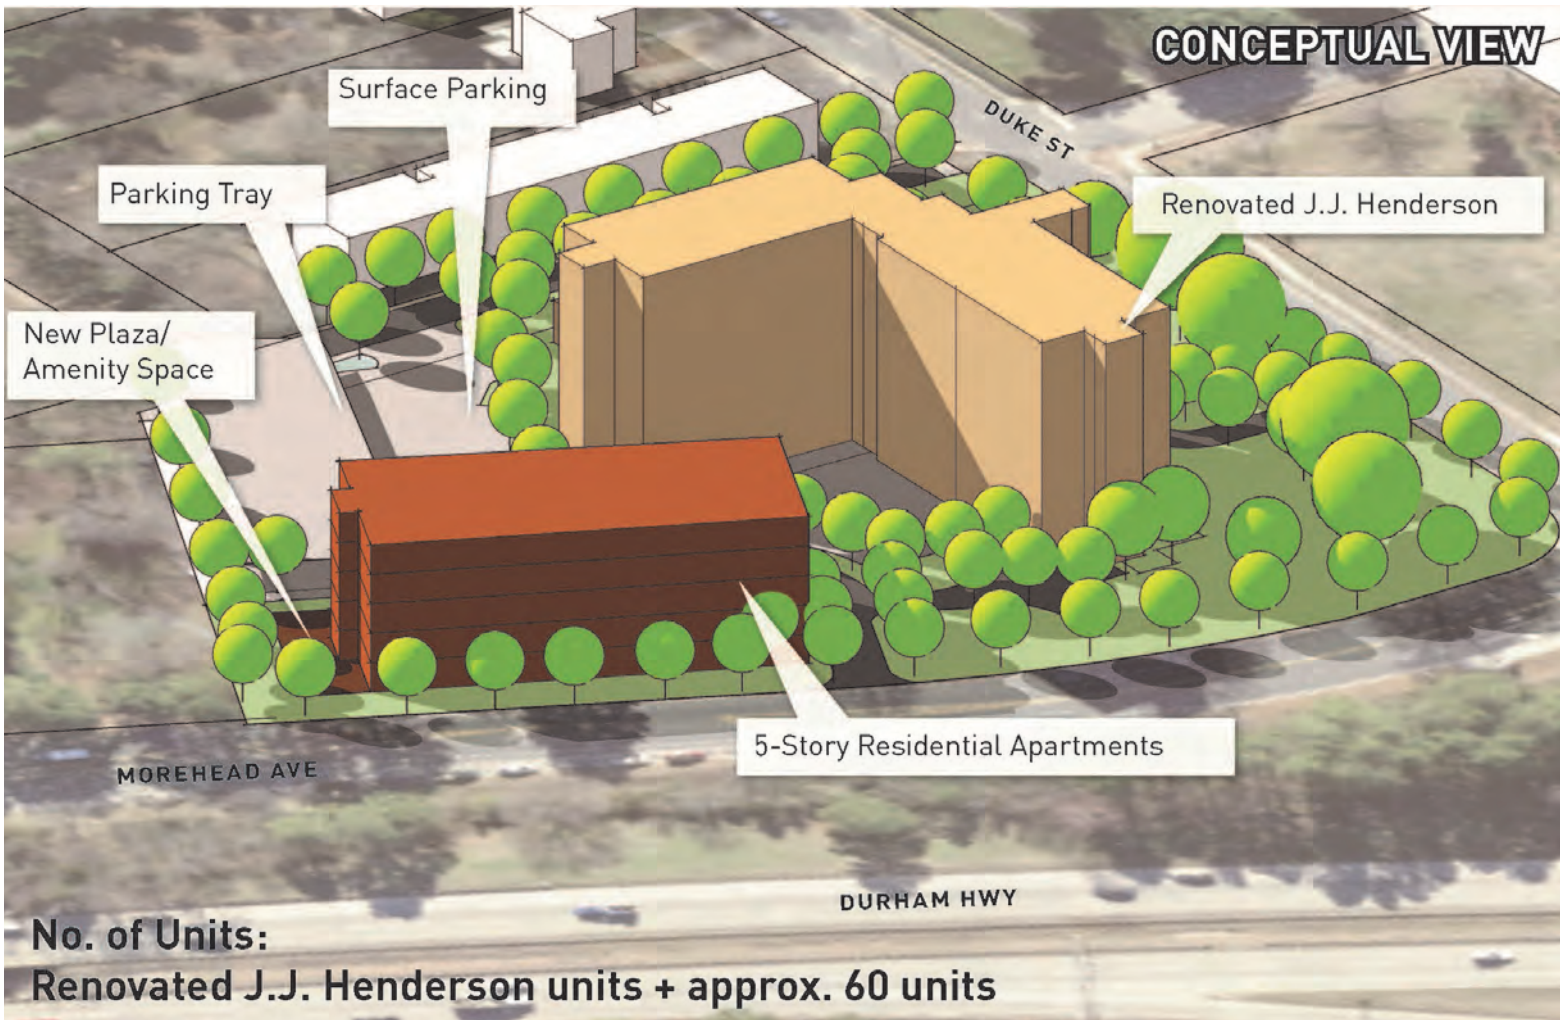 CONCEPTUAL VIEW
Surface Parking
DUKE ST
Parking Tray
Renovated J.J. Henderson
New Plaza/
Amenity Space
5-Story Residential Apartments
MOREHEAD AVE
DURHAM HWY
No. of Units:
Renovated J.J. Henderson units + approx. 60 units